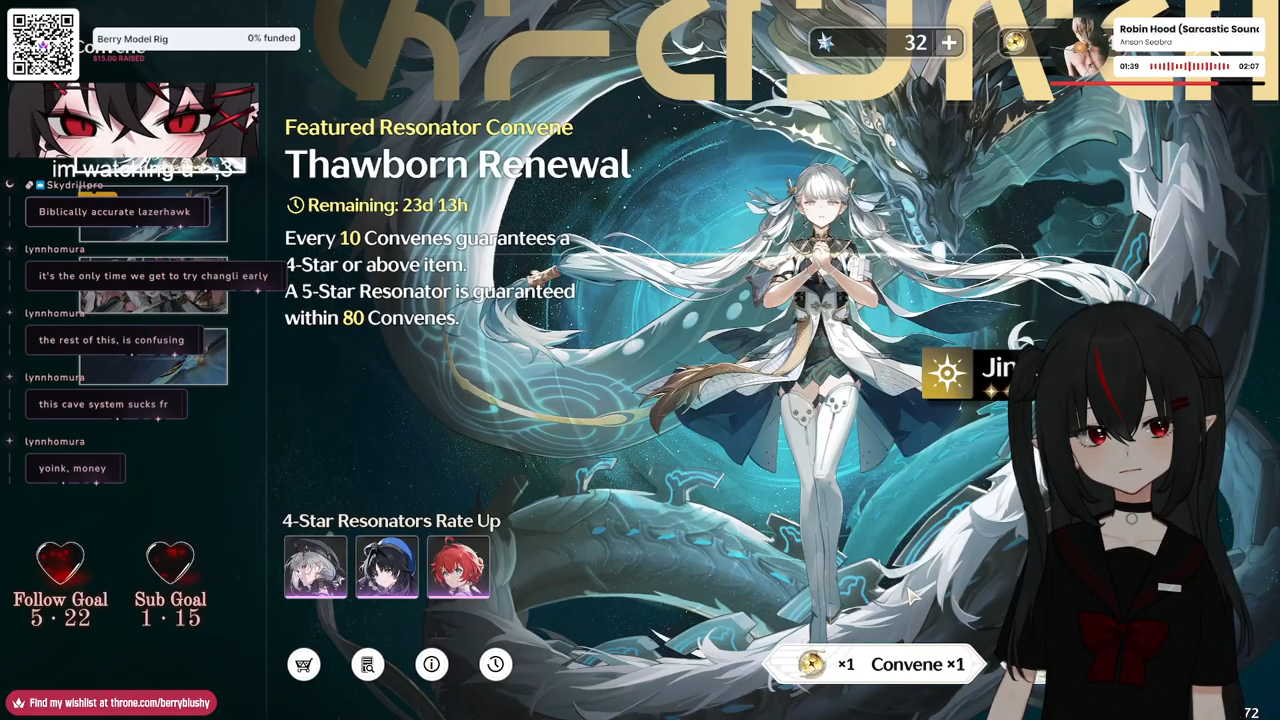 Berry Model Rig
0% funded
$15.00 RAISED
32
Robin Hood (Sarcastic Soun
Anson Seabra
01:39
02:07
Featured Resonator Convene
Thawborn Renewal
Remaining: 23d 13h
Every 10 Convenes guarantees a
4-Star or above item.
A 5-Star Resonator is guaranteed
within 80 Convenes.
im watching u ;3
Skydrillpro
Biblically accurate lazerhawk
lynnhomura
it's the only time we get to try changli early
lynnhomura
the rest of this, is confusing
lynnhomura
this cave system sucks fr
lynnhomura
yoink, money
Jin
4-Star Resonators Rate Up
Follow Goal
5 · 22
Sub Goal
1 · 15
×1 Convene ×1
Find my wishlist at throne.com/berryblushy
72